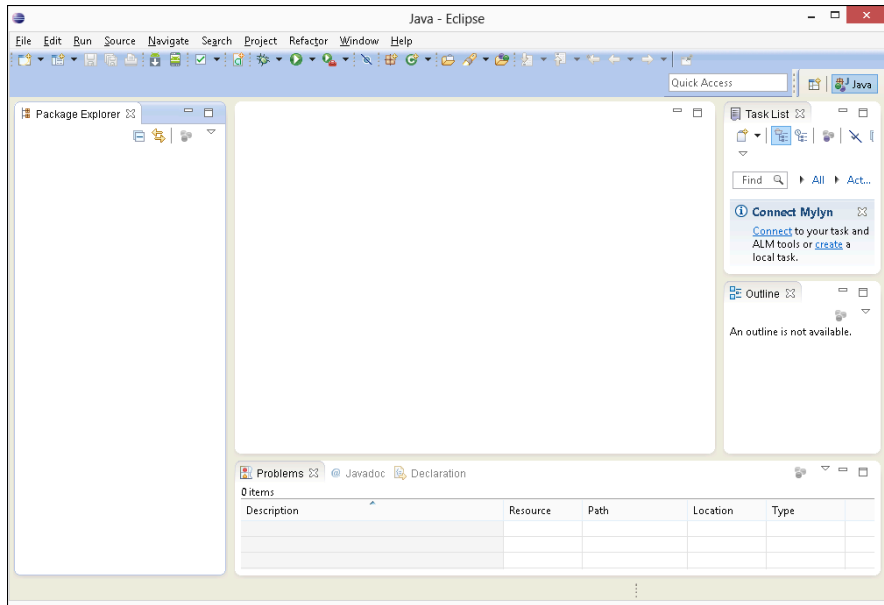 Java - Eclipse
File Edit Run Source Navigate Search Project Refactor Window Help
Quick Access
Java
Package Explorer
Task List
Find All Act...
Connect Mylyn
Connect to your task and
ALM tools or create a
local task.
Outline
An outline is not available.
Problems @ Javadoc Declaration
0 items
Description Resource Path Location Type